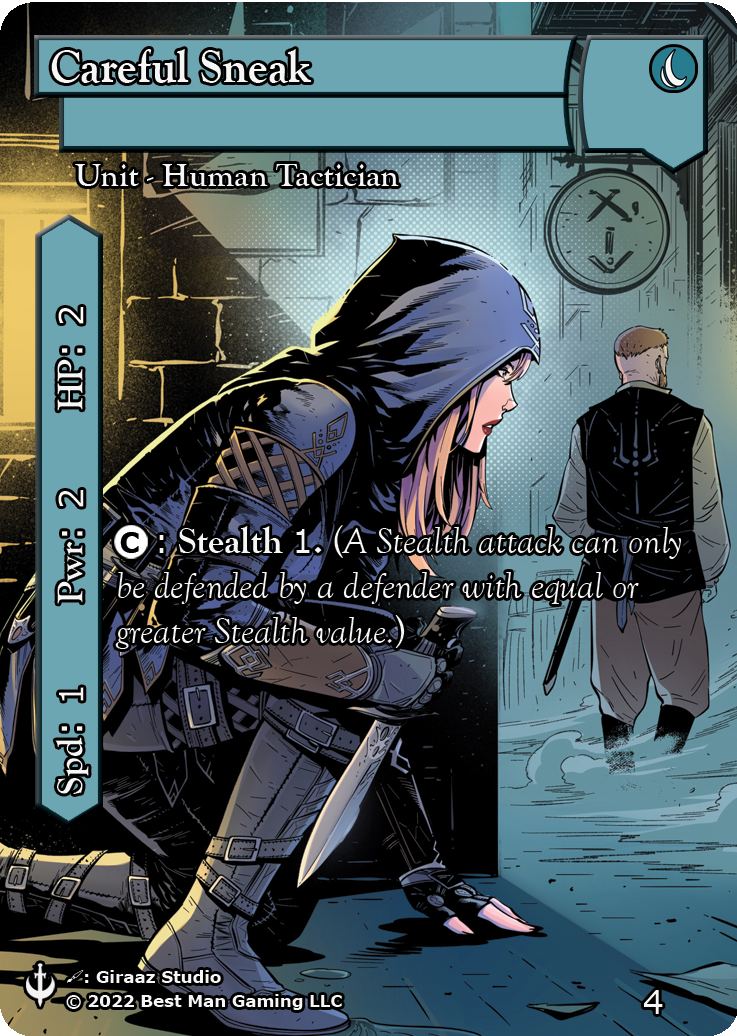 Careful Sneak
Unit - Human Tactician
HP: 2
Pwr: 2
Spd: 1
C : Stealth 1. (A Stealth attack can only
be defended by a defender with equal or
greater Stealth value.)
: Giraaz Studio
© 2022 Best Man Gaming LLC
4